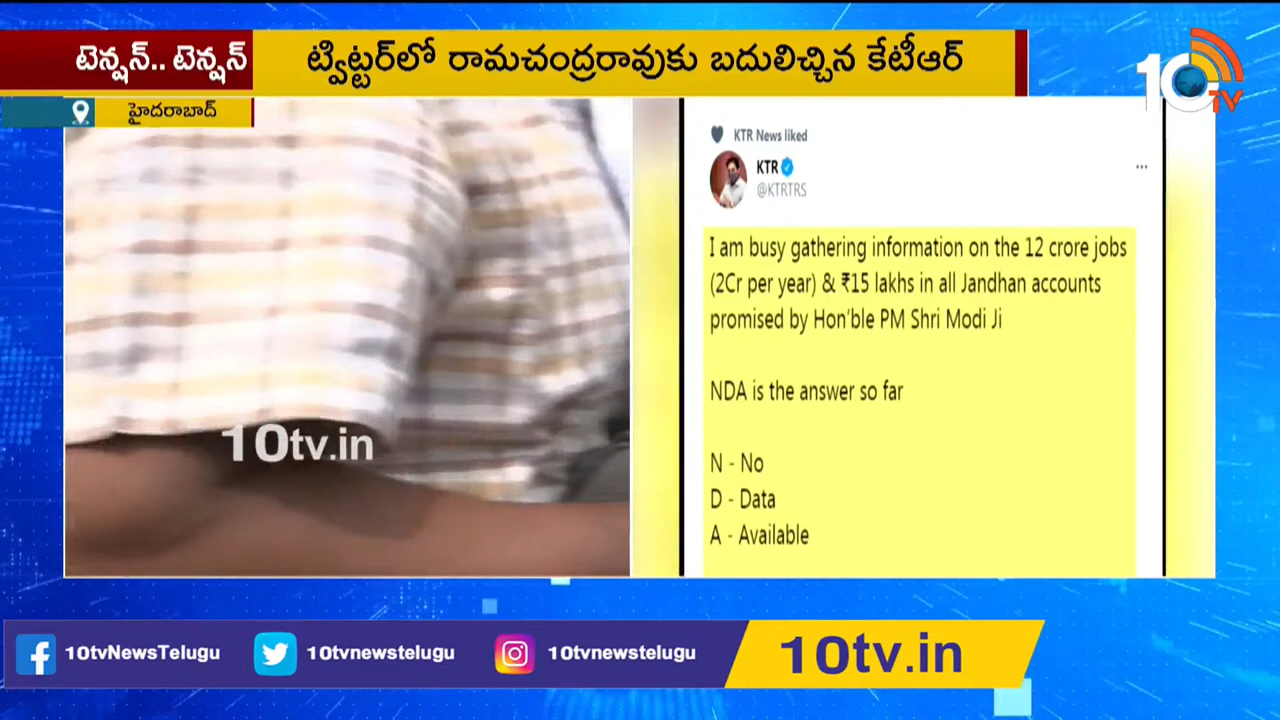 టెన్షన్.. టెన్షన్
ట్విట్టర్‌లో రామచంద్రరావుకు బదులిచ్చిన కేటీఆర్
10TV
హైదరాబాద్
KTR News liked
KTR
@KTRTRS
I am busy gathering information on the 12 crore jobs
(2Cr per year) & ₹15 lakhs in all Jandhan accounts
promised by Hon'ble PM Shri Modi Ji
NDA is the answer so far
N - No
D - Data
A - Available
10tv.in
10tvNewsTelugu
10tvnewstelugu
10tvnewstelugu
10tv.in